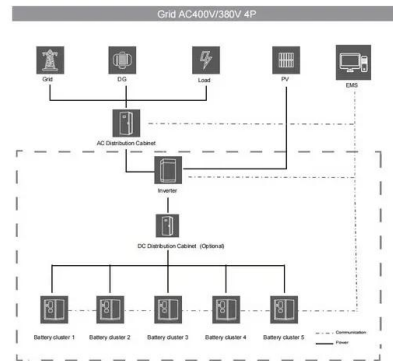 Grid AC400V/380V 4P
Grid
DG
Load
PV
EMS
AC Distribution Cabinet
Inverter
DC Distribution Cabinet (Optional)
Battery cluster 1
Battery cluster 2
Battery cluster 3
Battery cluster 4
Battery cluster 5
Communication
Power